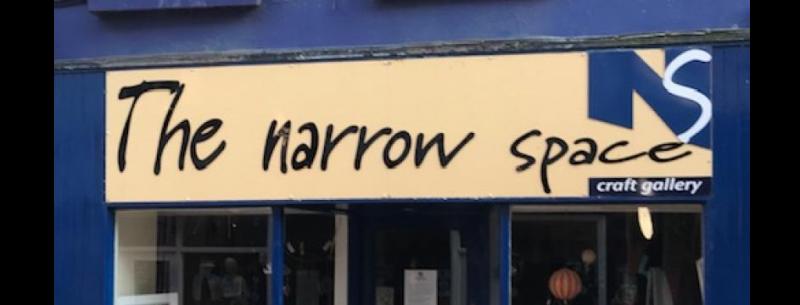 NS
The narrow space
craft gallery